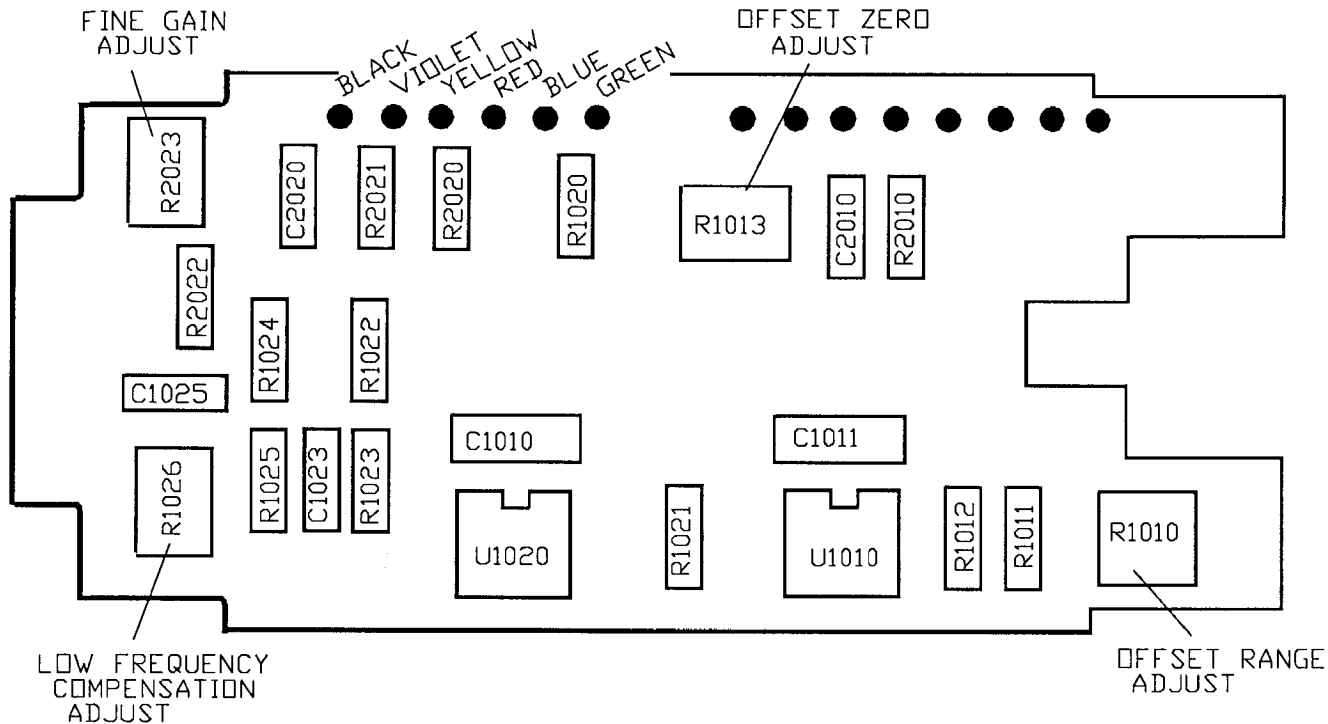 FINE GAIN
ADJUST
OFFSET ZERO
ADJUST
BLACK
VIOLET
YELLOW
RED
BLUE
GREEN
R2023
C2020
R2021
R2020
R1020
R1013
C2010
R2010
R2022
R1024
R1022
C1025
C1010
C1011
R1026
R1025
C1023
R1023
U1020
R1021
U1010
R1012
R1011
R1010
LOW FREQUENCY
COMPENSATION
ADJUST
OFFSET RANGE
ADJUST